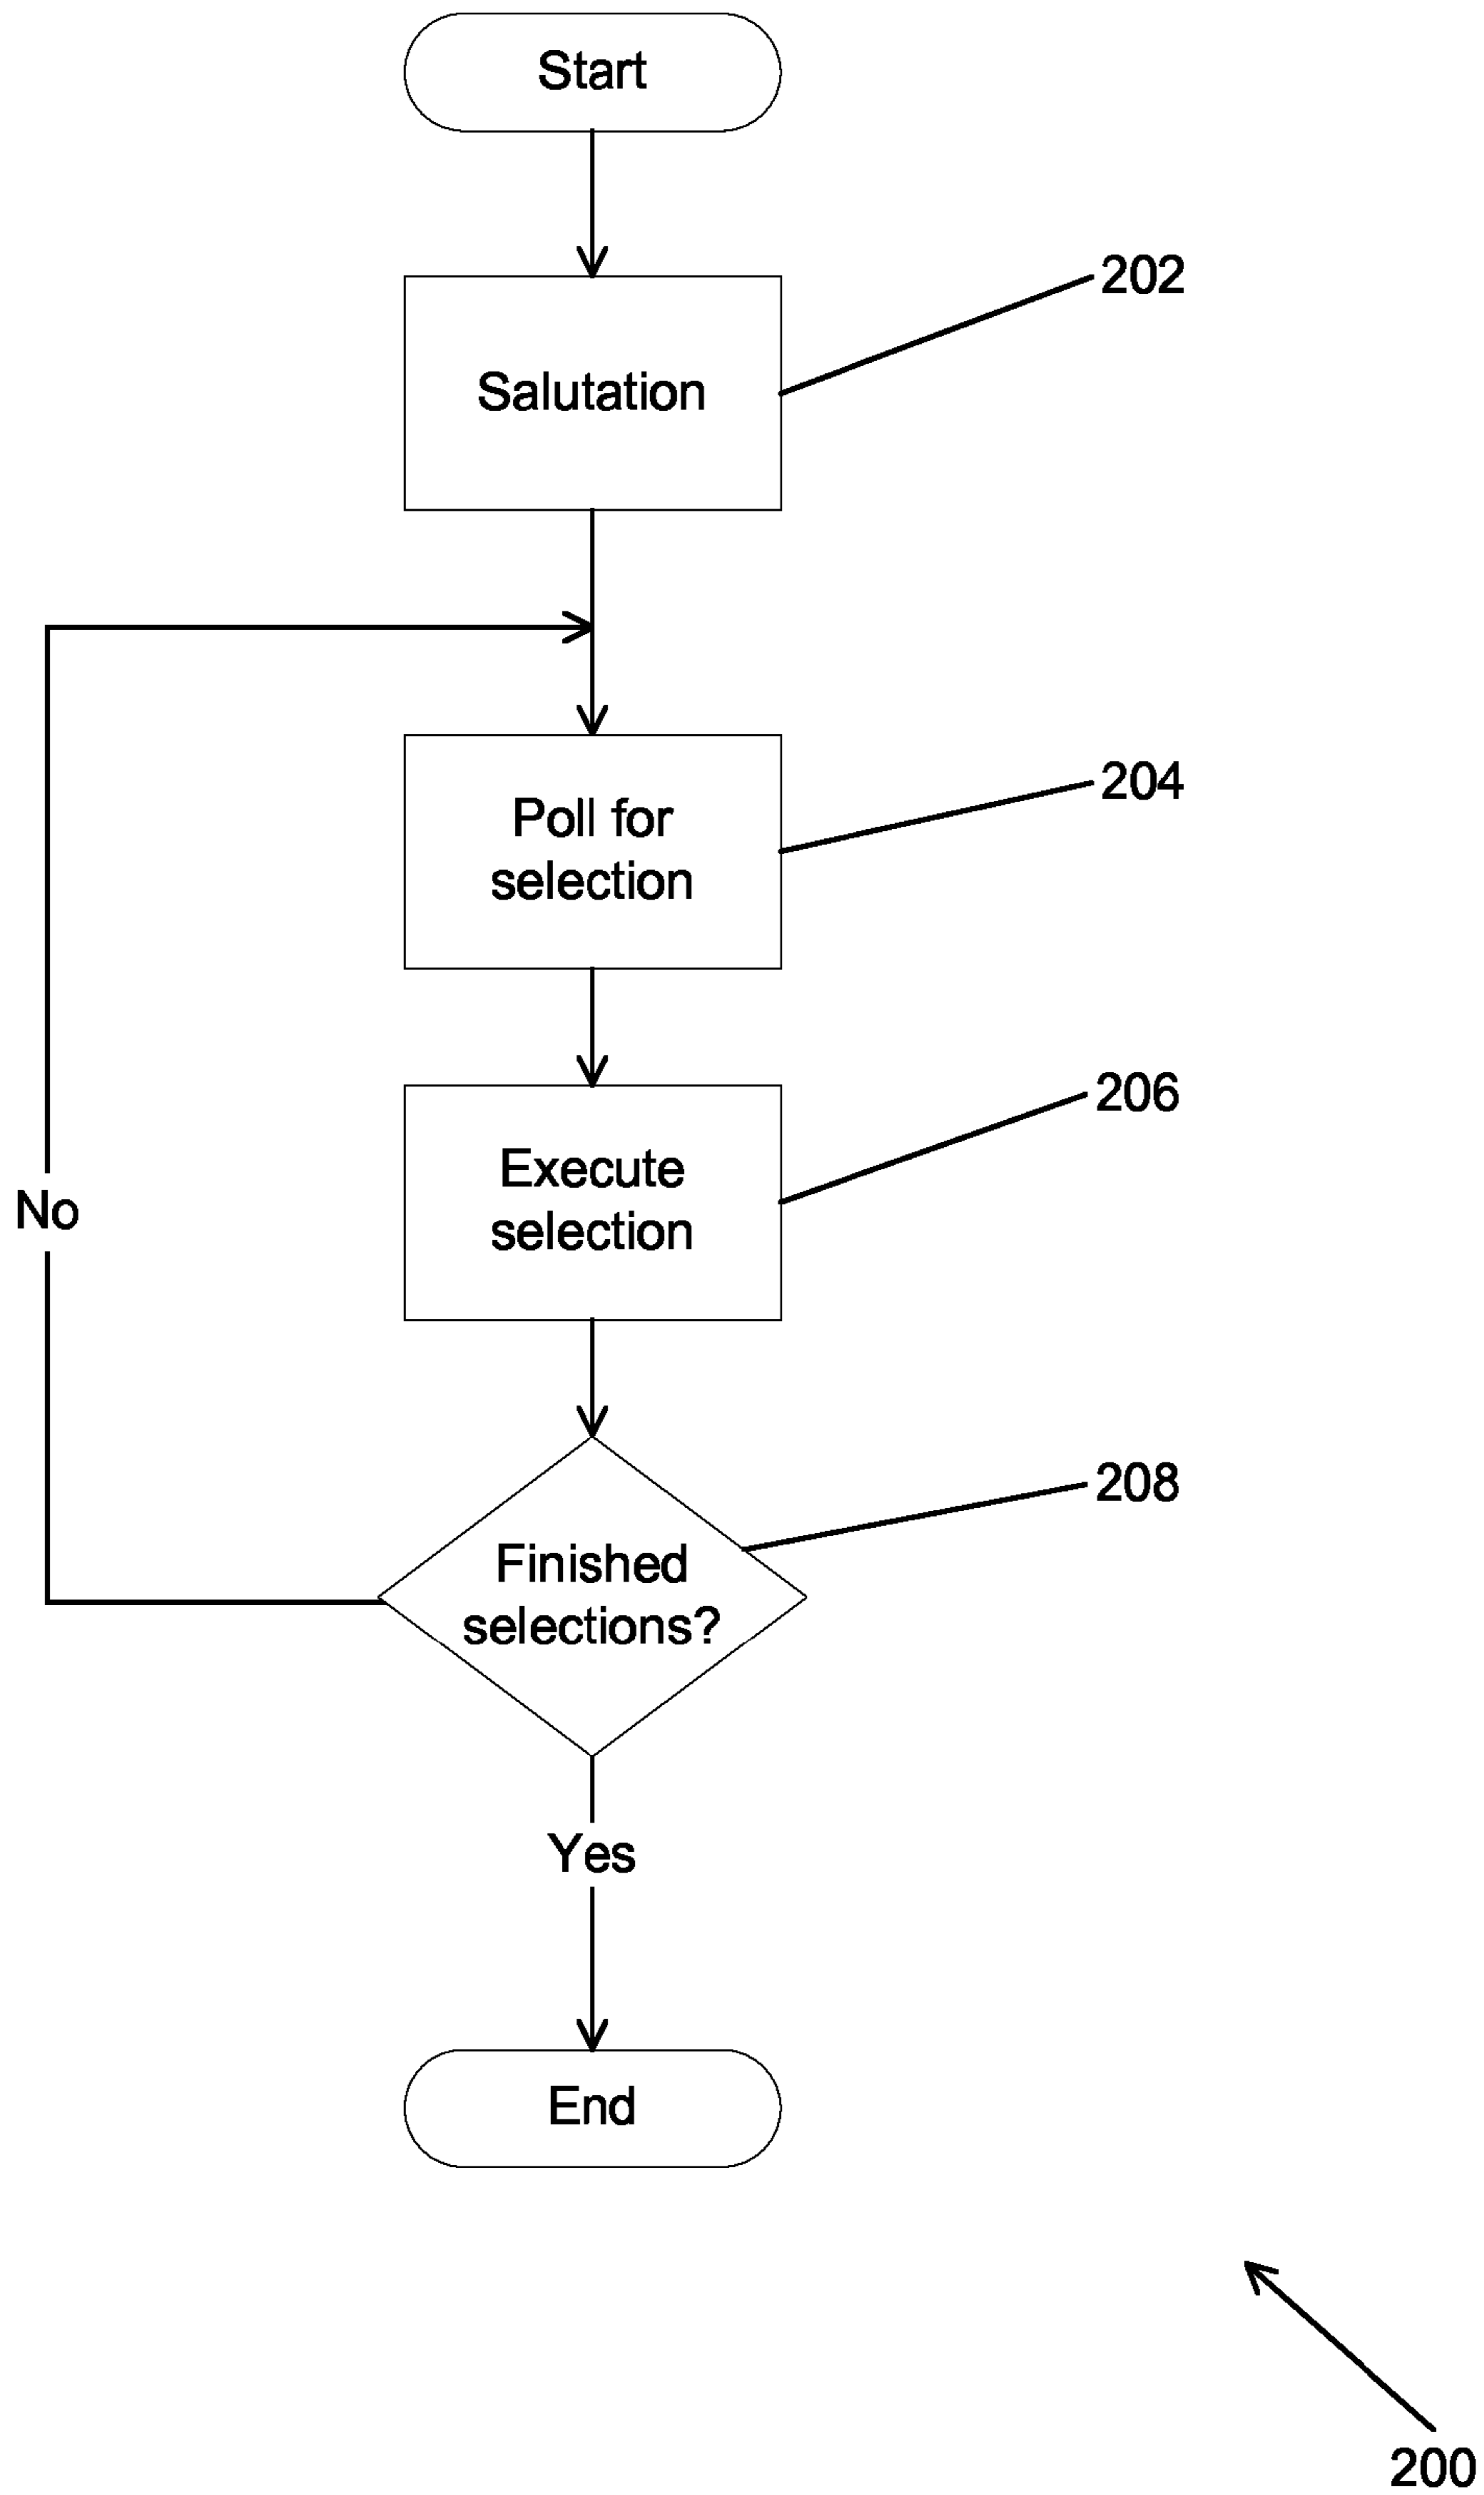 Start
Salutation
202
Poll for
selection
204
Execute
selection
206
No
Finished
selections?
208
Yes
End
200